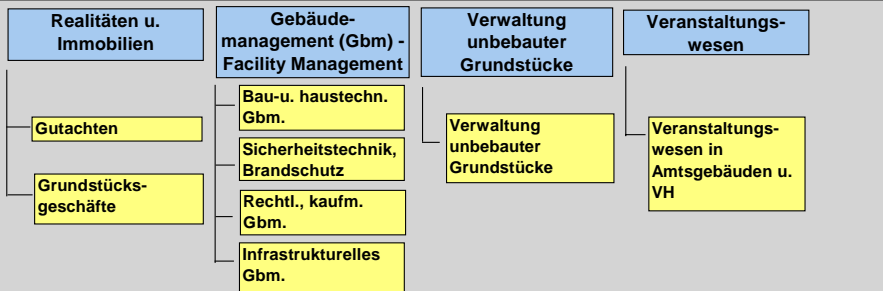 Realitäten u.
Immobilien
Gutachten
Grundstücks-
geschäfte
Gebäude-
management (Gbm) -
Facility Management
Bau-u. haustechn.
Gbm.
Sicherheitstechnik,
Brandschutz
Rechtl., kaufm.
Gbm.
Infrastrukturelles
Gbm.
Verwaltung
unbebauter
Grundstücke
Verwaltung
unbebauter
Grundstücke
Veranstaltungs-
wesen
Veranstaltungs-
wesen in
Amtsgebäuden u.
VH